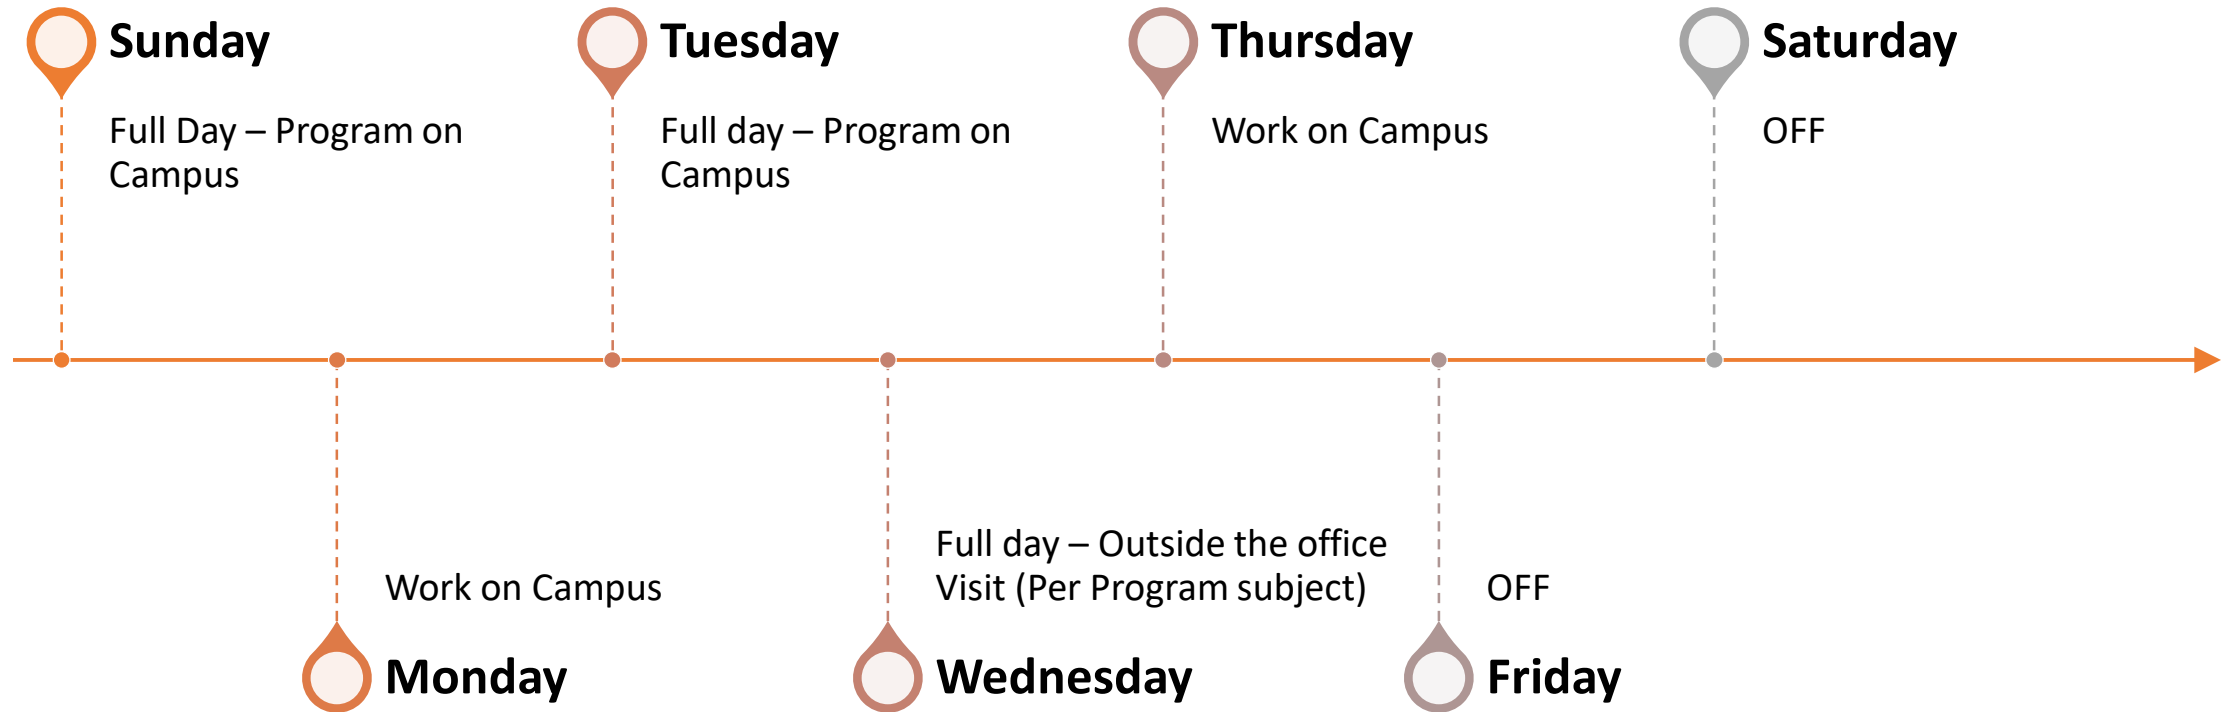 Sunday
Full Day – Program on
Campus
Tuesday
Full day – Program on
Campus
Thursday
Work on Campus
Saturday
OFF
Work on Campus
Monday
Full day – Outside the office
Visit (Per Program subject)
Wednesday
OFF
Friday